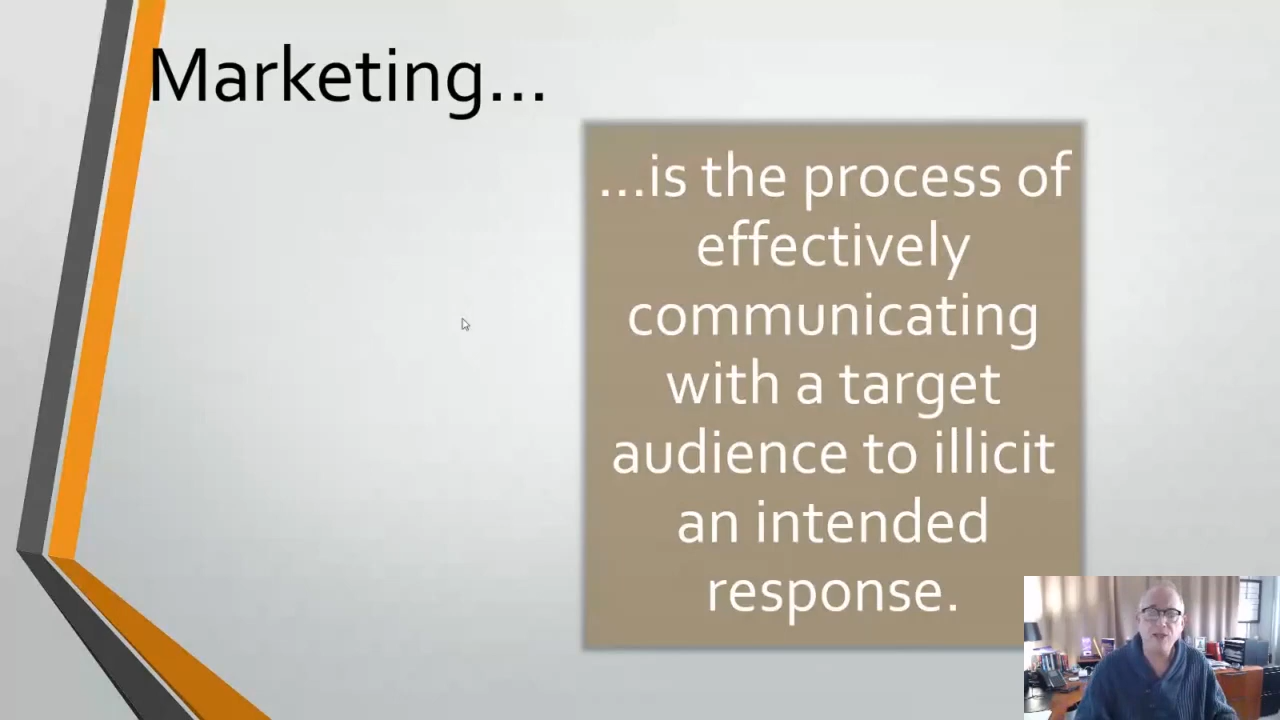 Marketing...
...is the process of
effectively
communicating
with a target
audience to illicit
an intended
response.